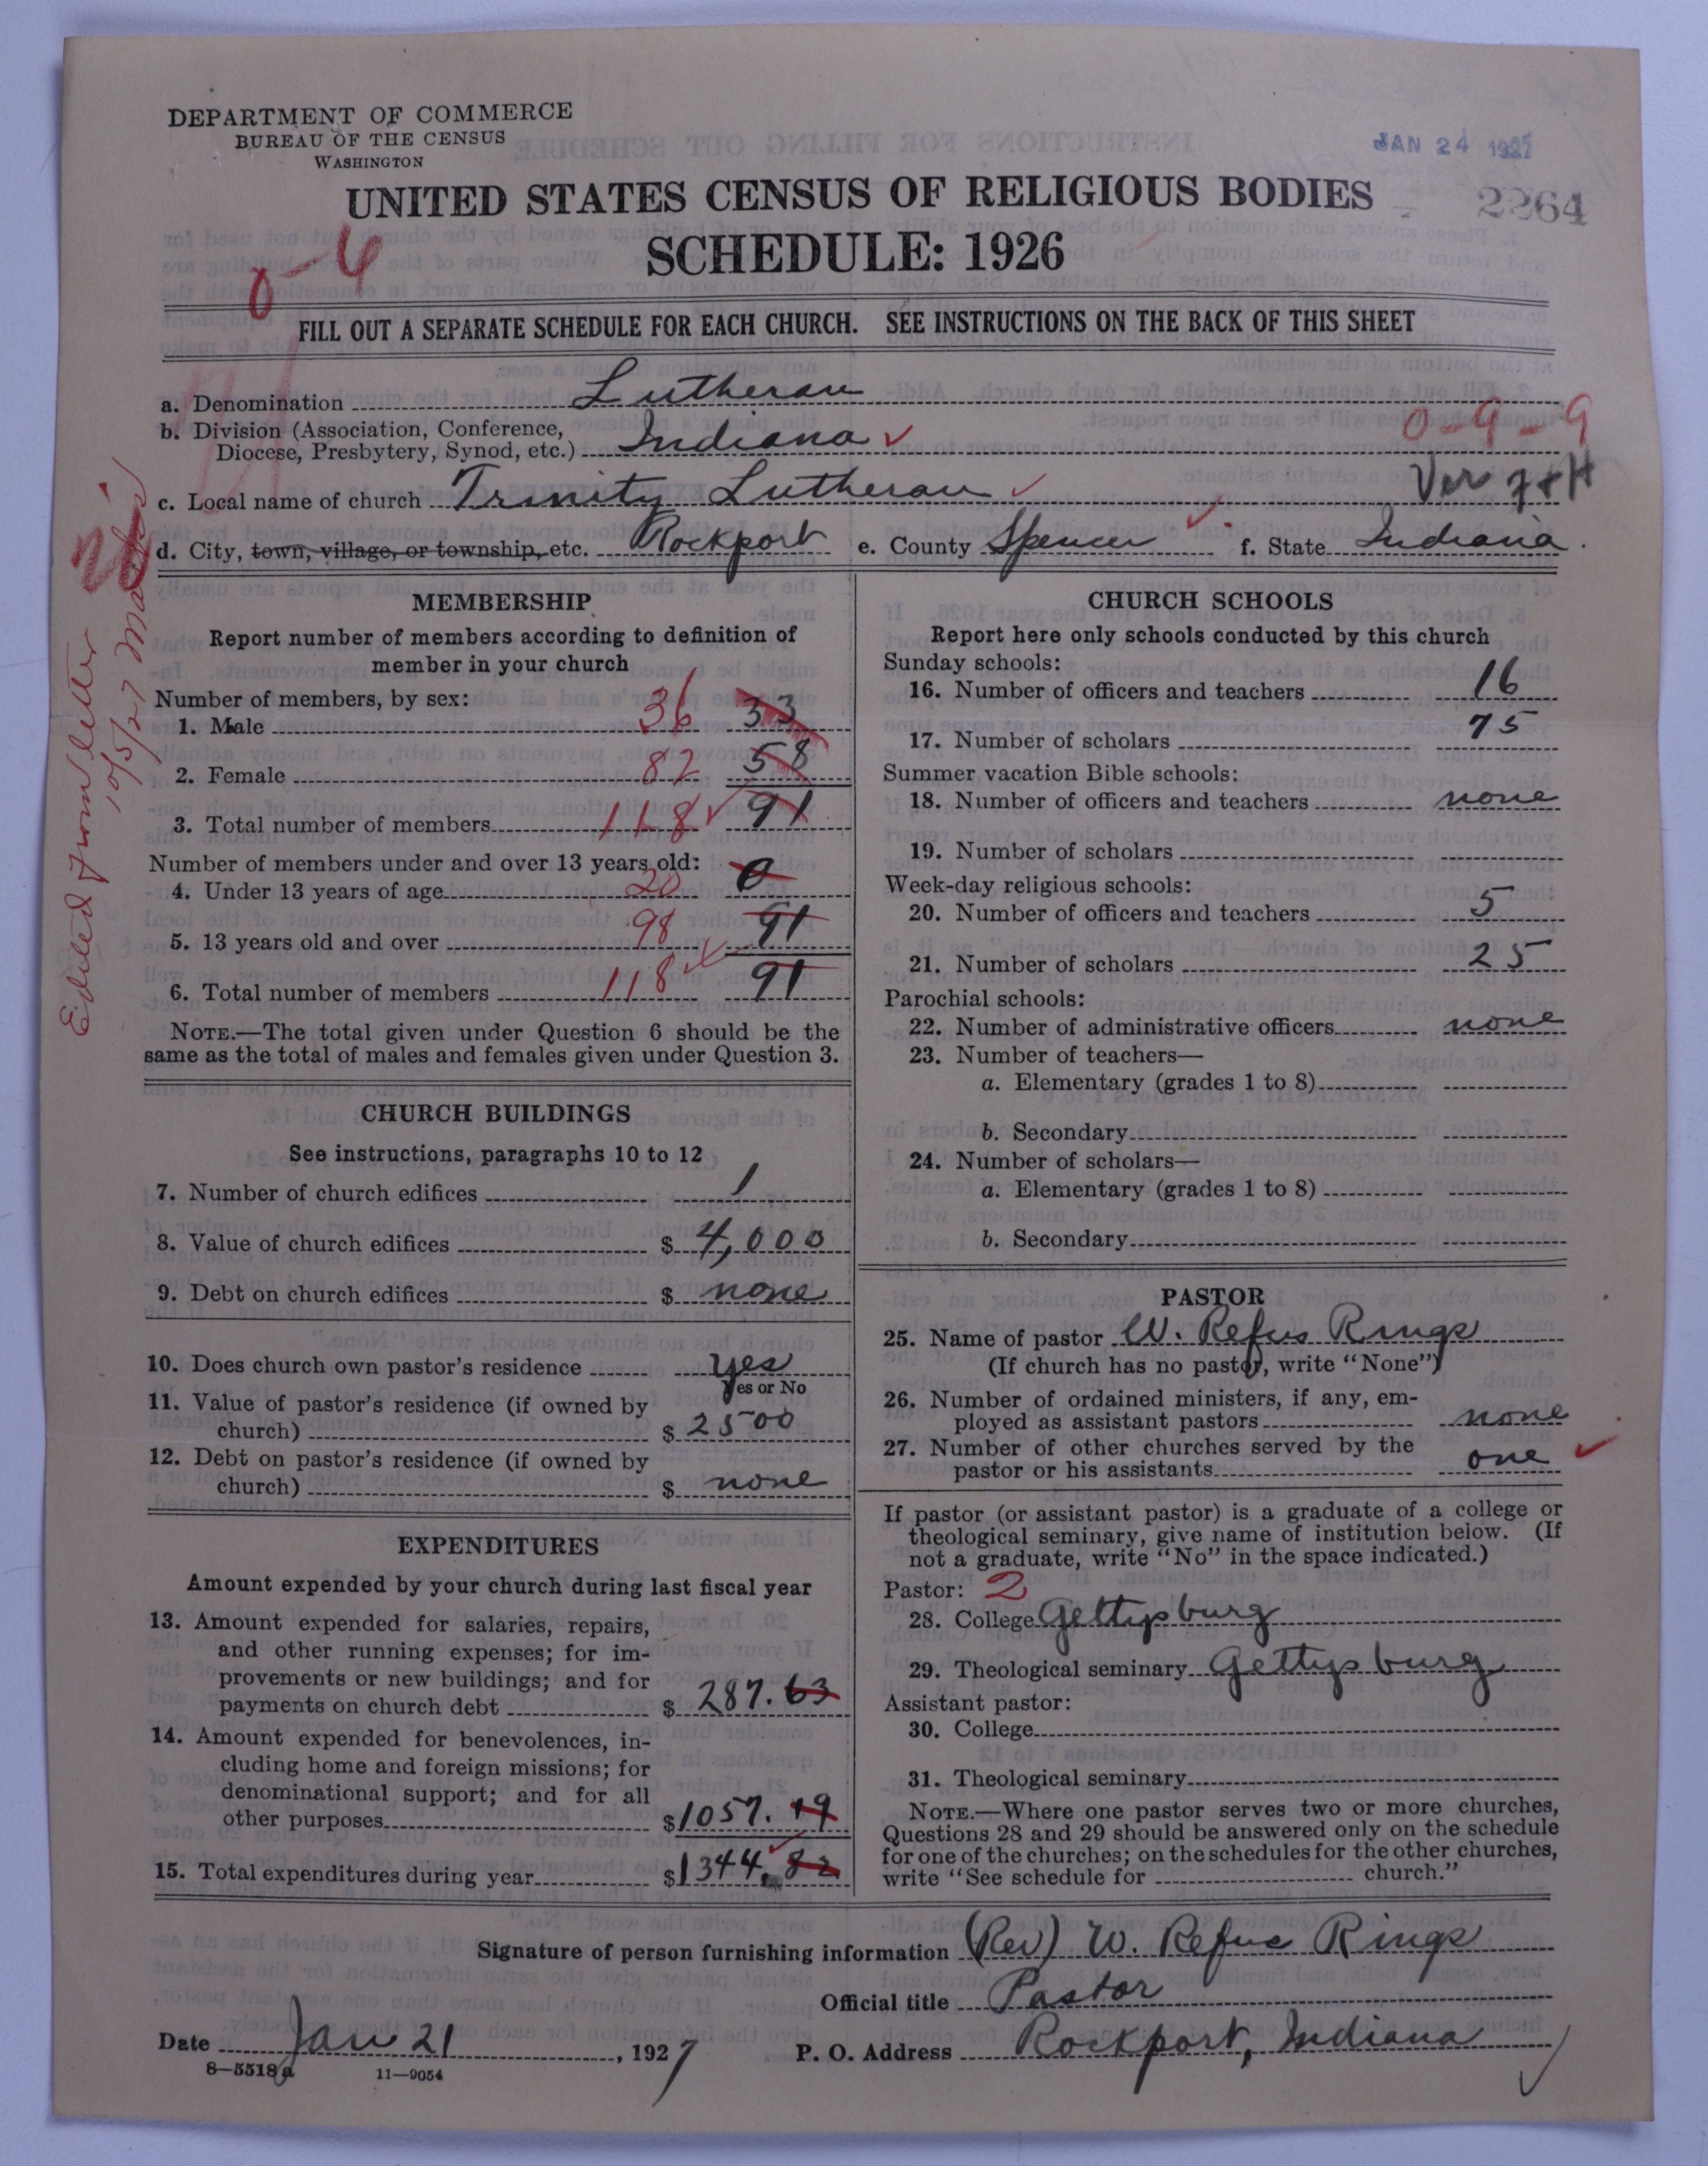 DEPARTMENT OF COMMERCE
BUREAU OF THE CENSUS
WASHINGTON
JAN 24 1927
2264
UNITED STATES CENSUS OF RELIGIOUS BODIES
SCHEDULE: 1926
0-4
FILL OUT A SEPARATE SCHEDULE FOR EACH CHURCH. SEE INSTRUCTIONS ON THE BACK OF THIS SHEET
a. Denomination Lutheran
0-9-9
b. Division (Association, Conference, Diocese, Presbytery, Synod, etc.) Indiana ✓
c. Local name of church Trinity Lutheran ✓ Ver 7+H
d. City, town, village, or township, etc. Rockport e. County Spencer ✓ f. State Indiana.
Edited from letter
10/5/27
MEMBERSHIP
Report number of members according to definition of
member in your church
Number of members, by sex:
1. Male 36 33
2. Female 82 58
3. Total number of members 118 ✓ 91
Number of members under and over 13 years old:
4. Under 13 years of age 20 0
5. 13 years old and over 98 91
6. Total number of members 118 ✓ 91
NOTE.—The total given under Question 6 should be the
same as the total of males and females given under Question 3.
CHURCH BUILDINGS
See instructions, paragraphs 10 to 12
7. Number of church edifices 1
8. Value of church edifices $ 4,000
9. Debt on church edifices $ none
10. Does church own pastor's residence yes
Yes or No
11. Value of pastor's residence (if owned by
church) $ 2500
12. Debt on pastor's residence (if owned by
church) $ none
EXPENDITURES
Amount expended by your church during last fiscal year
13. Amount expended for salaries, repairs,
and other running expenses; for im-
provements or new buildings; and for
payments on church debt $ 287.63
14. Amount expended for benevolences, in-
cluding home and foreign missions; for
denominational support; and for all
other purposes $1057.19
15. Total expenditures during year $1344.82
CHURCH SCHOOLS
Report here only schools conducted by this church
Sunday schools:
16. Number of officers and teachers 16
17. Number of scholars 75
Summer vacation Bible schools:
18. Number of officers and teachers none
19. Number of scholars
Week-day religious schools:
20. Number of officers and teachers 5
21. Number of scholars 25
Parochial schools:
22. Number of administrative officers none
23. Number of teachers—
a. Elementary (grades 1 to 8)
b. Secondary
24. Number of scholars—
a. Elementary (grades 1 to 8)
b. Secondary
PASTOR
25. Name of pastor W. Refus Rings
(If church has no pastor, write "None")
26. Number of ordained ministers, if any, em-
ployed as assistant pastors none
27. Number of other churches served by the
pastor or his assistants one ✓
If pastor (or assistant pastor) is a graduate of a college or
theological seminary, give name of institution below. (If
not a graduate, write "No" in the space indicated.)
Pastor: 2
28. College Gettysburg
29. Theological seminary Gettysburg
Assistant pastor:
30. College
31. Theological seminary
NOTE.—Where one pastor serves two or more churches,
Questions 28 and 29 should be answered only on the schedule
for one of the churches; on the schedules for the other churches,
write "See schedule for church."
Signature of person furnishing information (Rev) W. Refus Rings
Official title Pastor
Date Jan 21, 1927 P. O. Address Rockport, Indiana
8—5518 a 11—9054